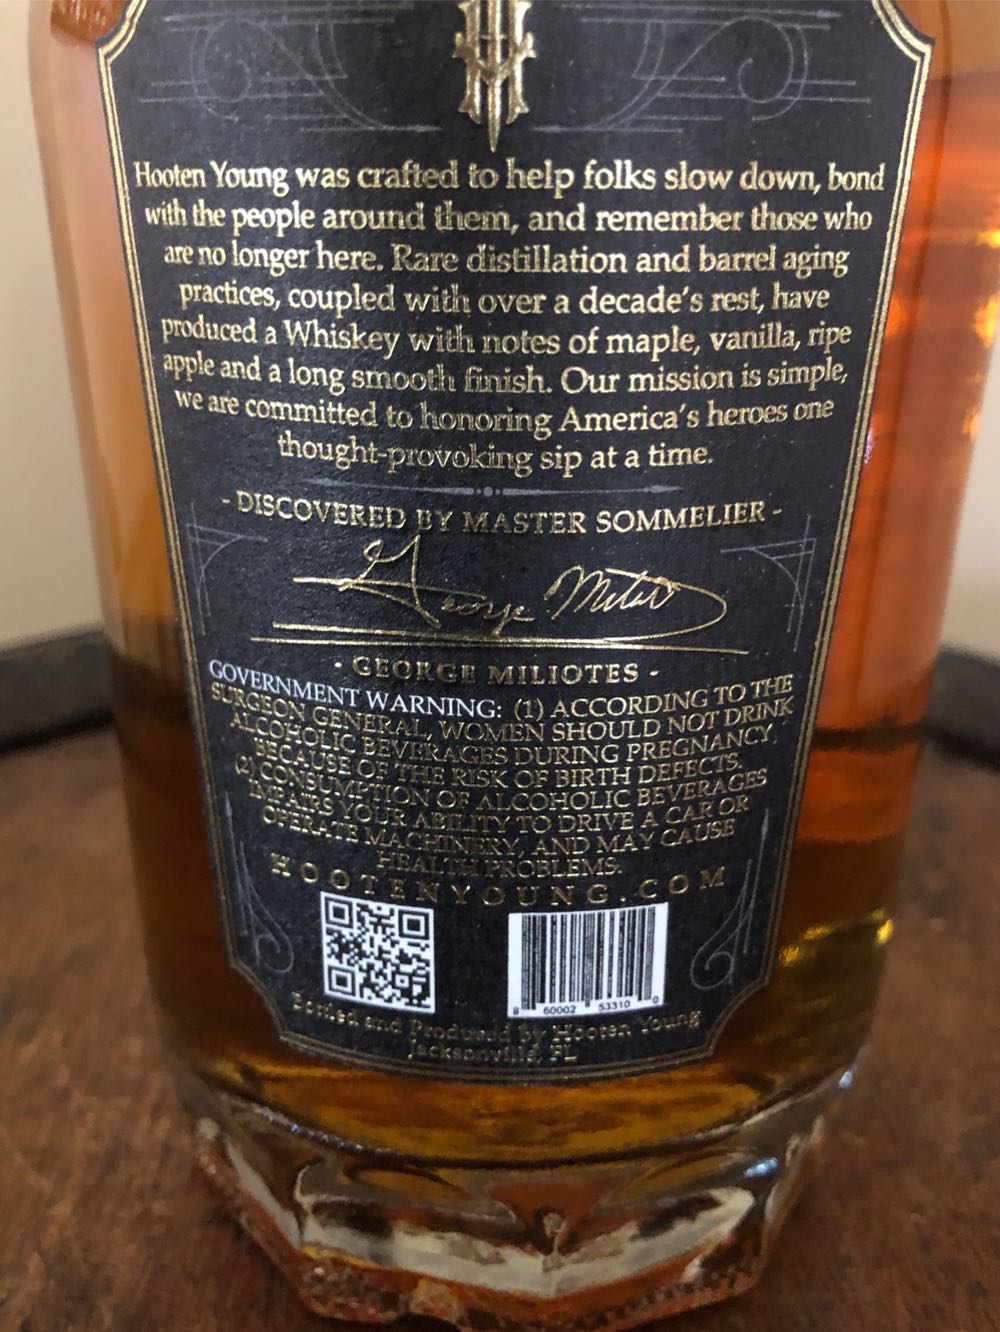 Hooten Young was crafted to help folks slow down, bond
with the people around them, and remember those who
are no longer here. Rare distillation and barrel aging
practices, coupled with over a decade's rest, have
produced a Whiskey with notes of maple, vanilla, ripe
apple and a long smooth finish. Our mission is simple,
we are committed to honoring America's heroes one
thought-provoking sip at a time.
- DISCOVERED BY MASTER SOMMELIER -
George Miliotes
· GEORGE MILIOTES ·
GOVERNMENT WARNING: (1) ACCORDING TO THE
SURGEON GENERAL, WOMEN SHOULD NOT DRINK
ALCOHOLIC BEVERAGES DURING PREGNANCY
BECAUSE OF THE RISK OF BIRTH DEFECTS.
(2) CONSUMPTION OF ALCOHOLIC BEVERAGES
IMPAIRS YOUR ABILITY TO DRIVE A CAR OR
OPERATE MACHINERY, AND MAY CAUSE
HEALTH PROBLEMS.
HOOTENYOUNG.COM
8 60002 53310 0
Bottled and Produced by Hooten Young
Jacksonville, FL